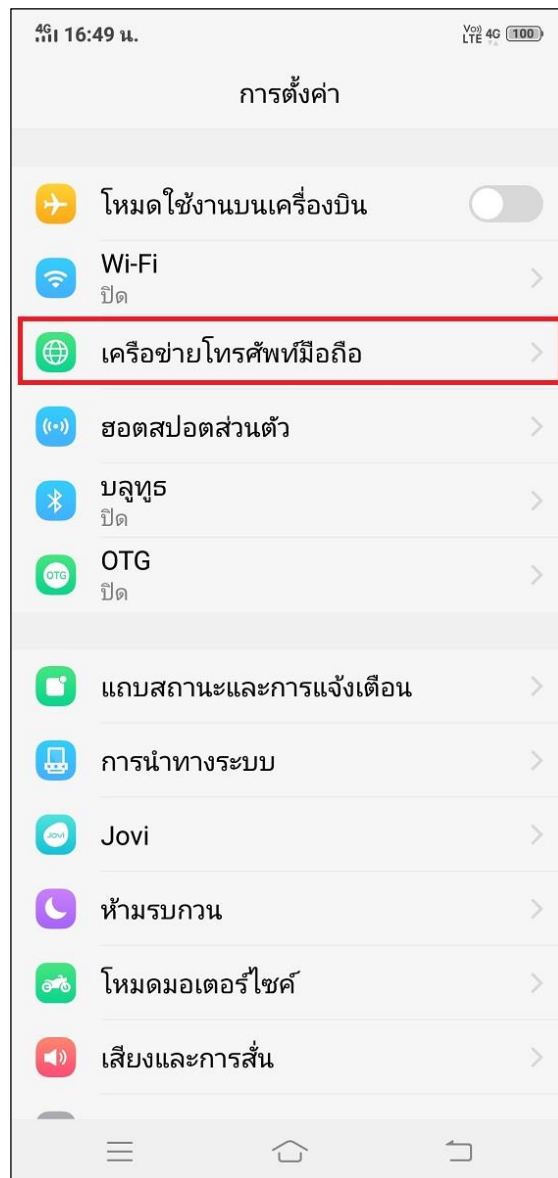 4G 16:49 น. VoD LTE 4G 100
การตั้งค่า
โหมดใช้งานบนเครื่องบิน
Wi-Fi
ปิด
เครือข่ายโทรศัพท์มือถือ
ฮอตสปอตส่วนตัว
บลูทูธ
ปิด
OTG
OTG
ปิด
แถบสถานะและการแจ้งเตือน
การนำทางระบบ
JOVI
Jovi
ห้ามรบกวน
โหมดมอเตอร์ไซค์
เสียงและการสั่น